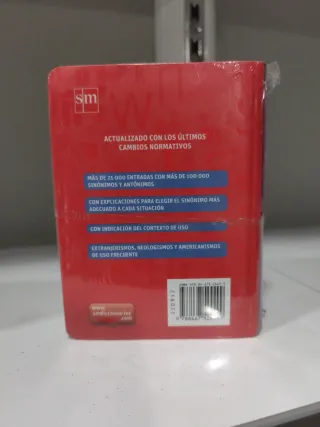 sm
ACTUALIZADO CON LOS ÚLTIMOS
CAMBIOS NORMATIVOS
MÁS DE 21 000 ENTRADAS CON MÁS DE 100 000
SINÓNIMOS Y ANTÓNIMOS
CON EXPLICACIONES PARA ELEGIR EL SINÓNIMO MÁS
ADECUADO A CADA SITUACIÓN
CON INDICACIÓN DEL CONTEXTO DE USO
EXTRANJERISMOS, NEOLOGISMOS Y AMERICANISMOS
DE USO FRECUENTE
www.
.com